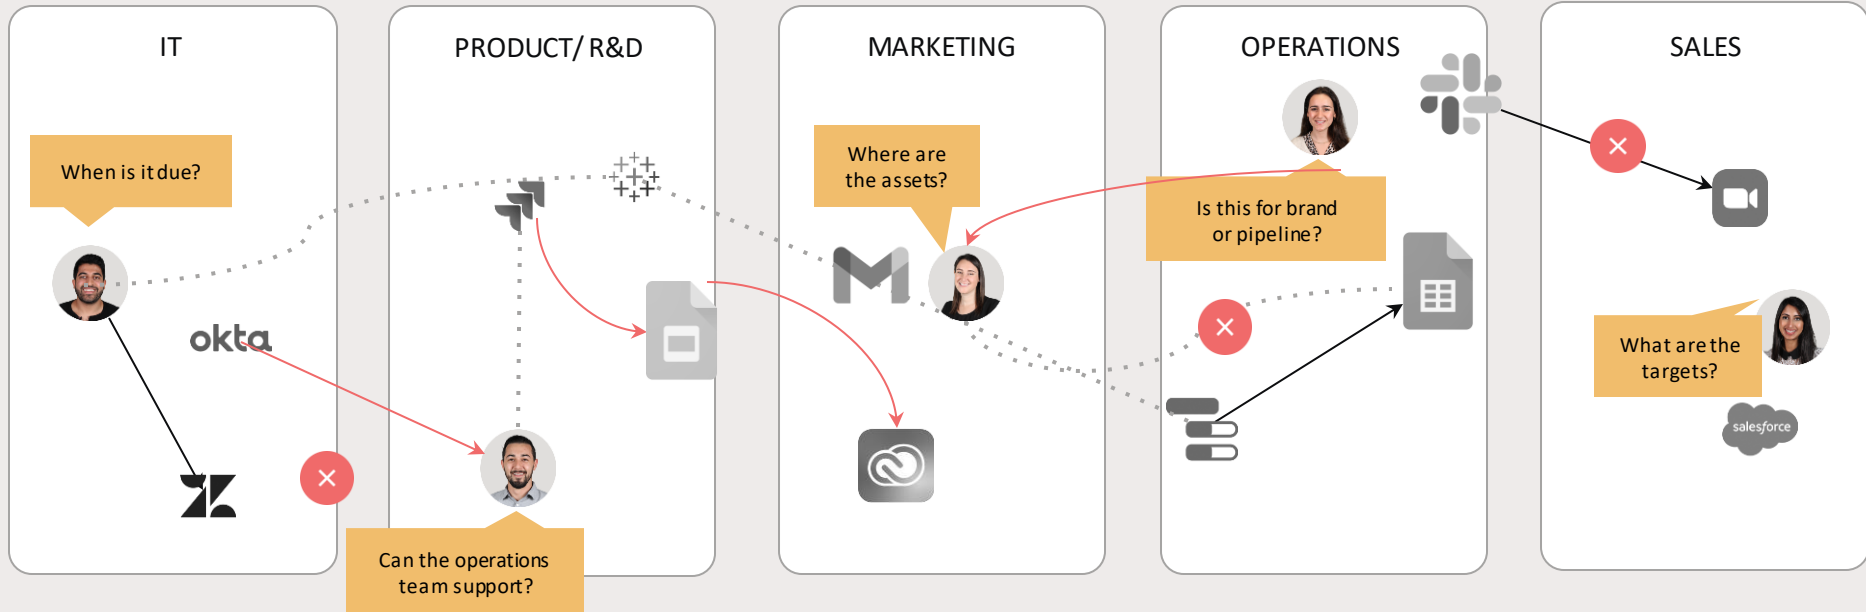 IT
PRODUCT/ R&D
MARKETING
OPERATIONS
SALES
When is it due?
Where are
the assets?
Is this for brand
or pipeline?
okta
What are the
targets?
salesforce
Can the operations
team support?